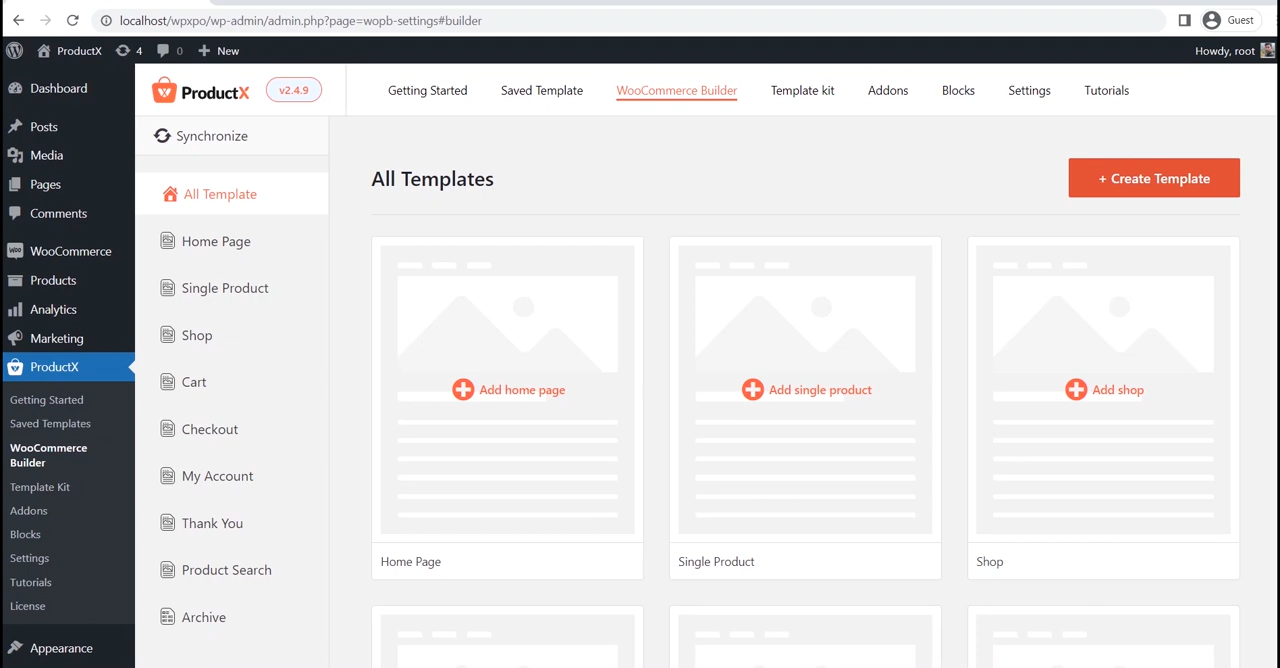 localhost/wpxpo/wp-admin/admin.php?page=wopb-settings#builder
Guest
ProductX 4 0 New
Howdy, root
Dashboard
Posts
Media
Pages
Comments
WooCommerce
Products
Analytics
Marketing
ProductX
Getting Started
Saved Templates
WooCommerce
Builder
Template Kit
Addons
Blocks
Settings
Tutorials
License
Appearance
ProductX v2.4.9
Getting Started Saved Template WooCommerce Builder Template kit Addons Blocks Settings Tutorials
Synchronize
All Template
Home Page
Single Product
Shop
Cart
Checkout
My Account
Thank You
Product Search
Archive
All Templates
+ Create Template
Add home page
Home Page
Add single product
Single Product
Add shop
Shop